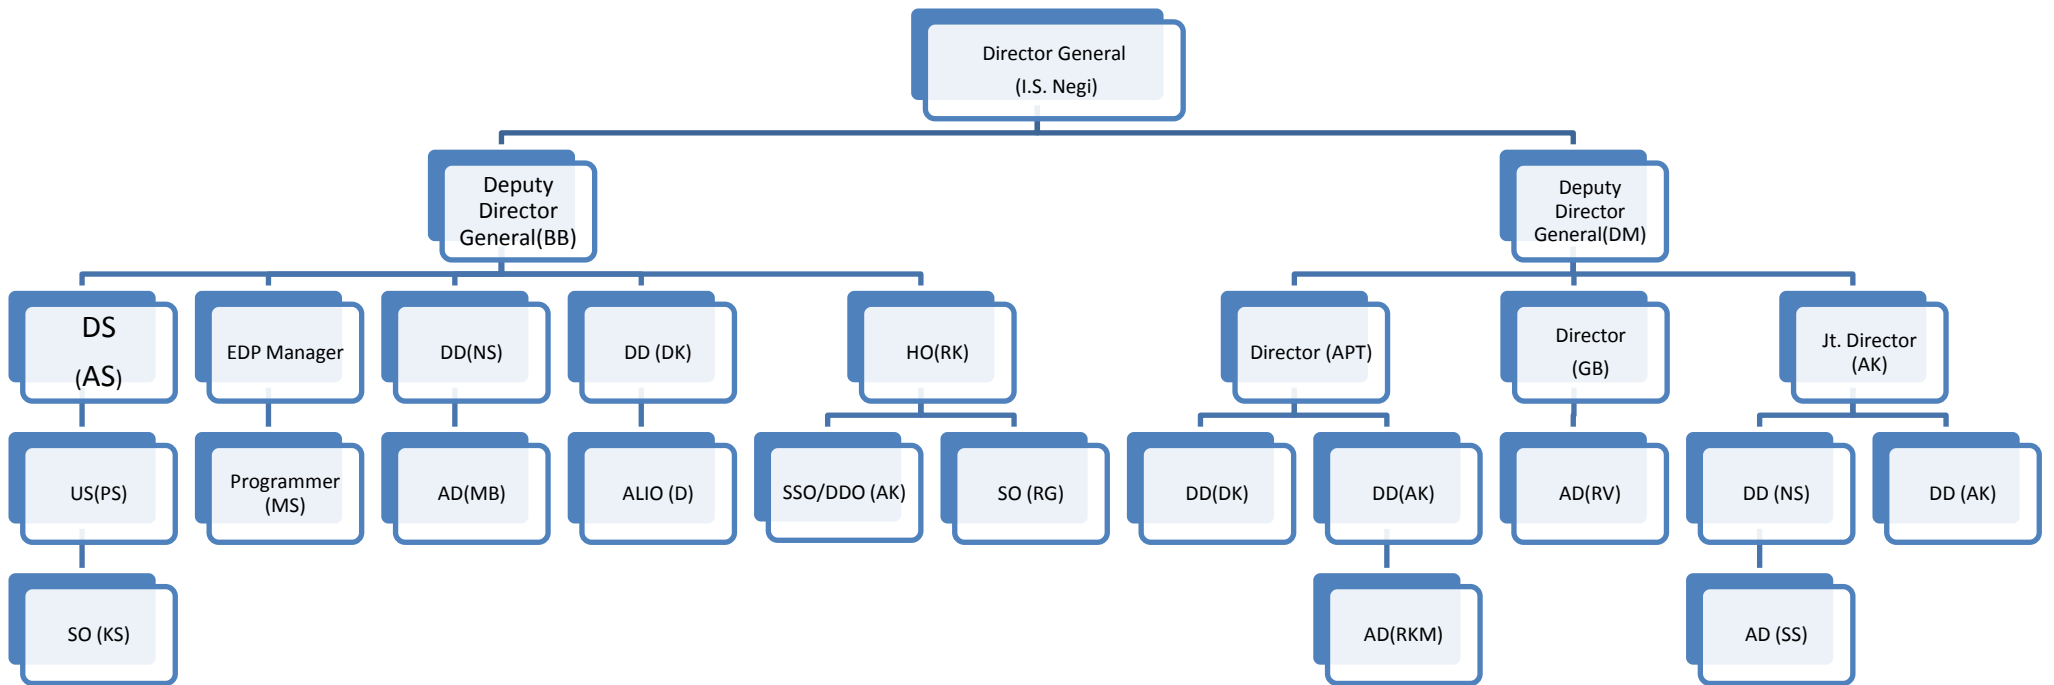 Director General
(I.S. Negi)
Deputy
Director
General(BB)
Deputy
Director
General(DM)
DS
(AS)
EDP Manager
DD(NS)
DD (DK)
HO(RK)
Director (APT)
Director
(GB)
Jt. Director
(AK)
US(PS)
Programmer
(MS)
AD(MB)
ALIO (D)
SSO/DDO (AK)
SO (RG)
DD(DK)
DD(AK)
AD(RV)
DD (NS)
DD (AK)
SO (KS)
AD(RKM)
AD (SS)